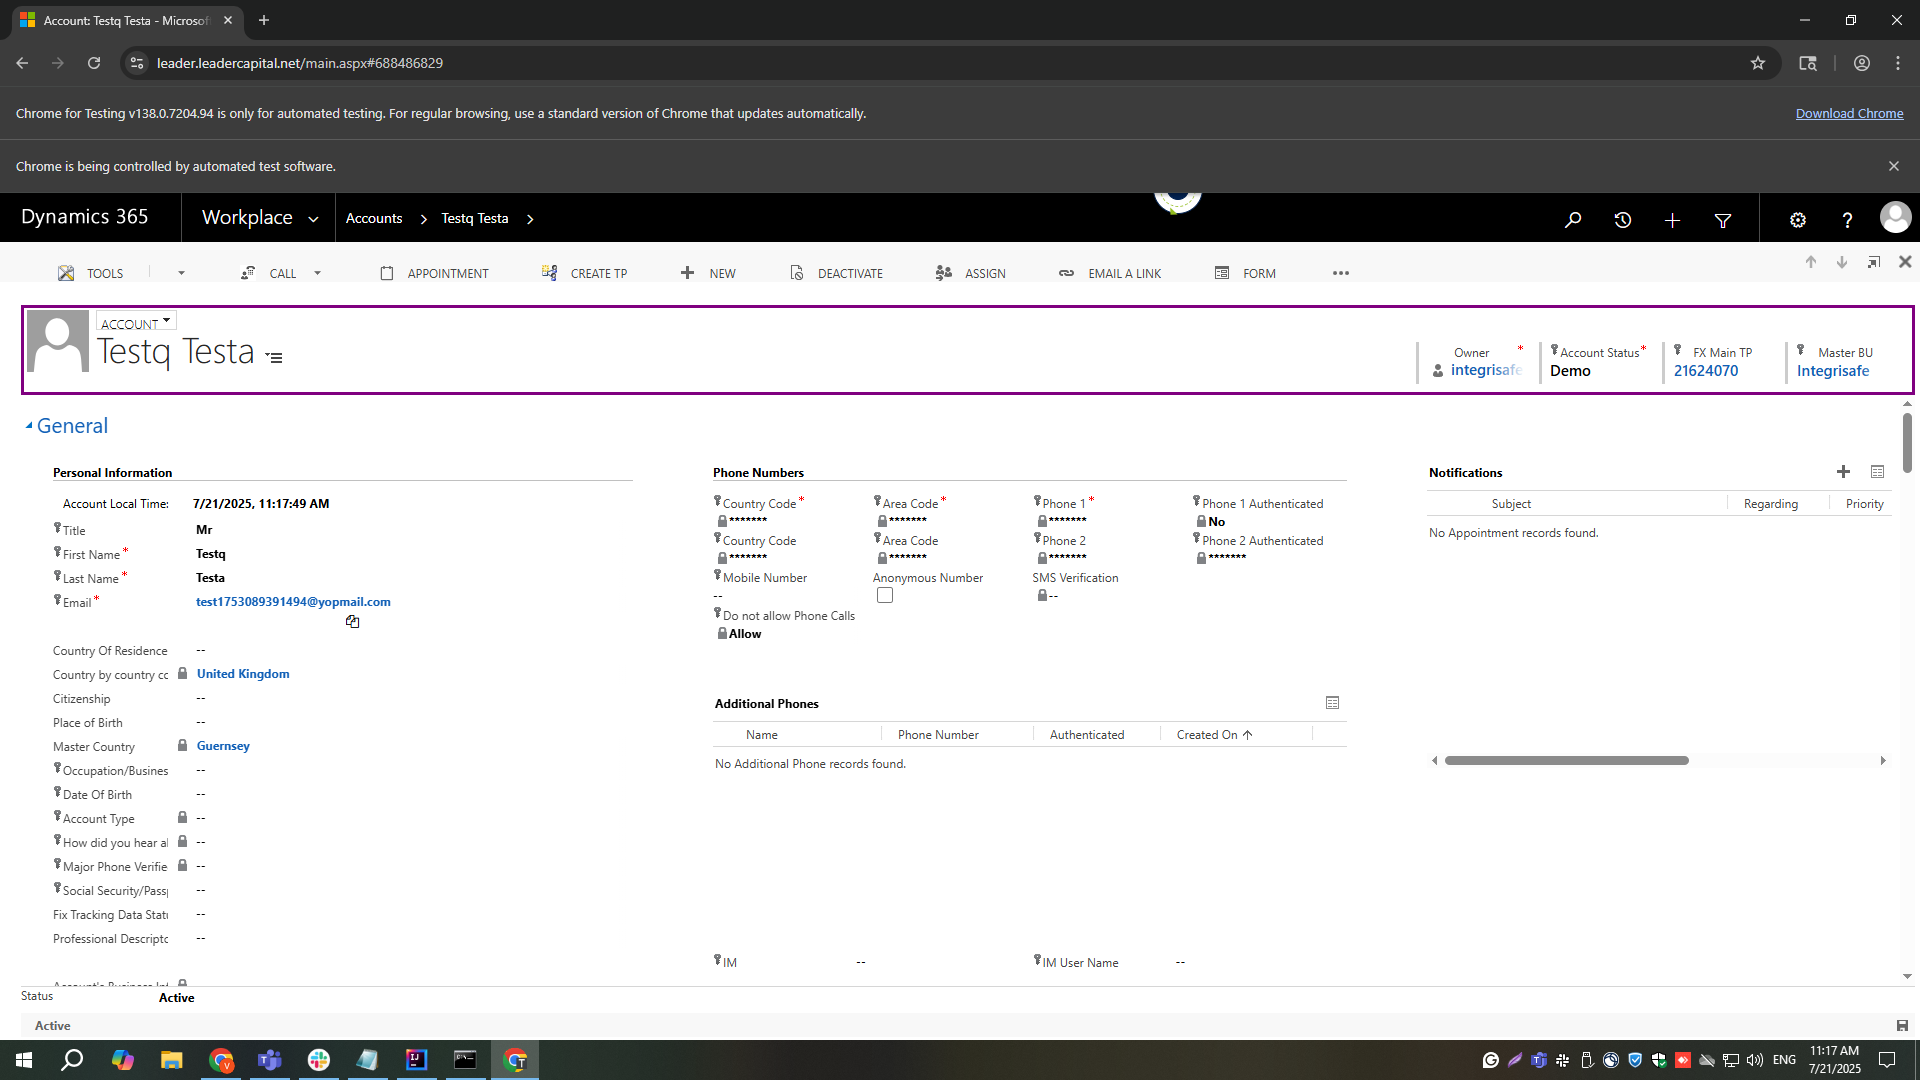 Account: Testq Testa - Microsoft
leader.leadercapital.net/main.aspx#688486829
Chrome for Testing v138.0.7204.94 is only for automated testing. For regular browsing, use a standard version of Chrome that updates automatically.
Download Chrome
Chrome is being controlled by automated test software.
Dynamics 365
Workplace
Accounts
Testq Testa
TOOLS
CALL
APPOINTMENT
CREATE TP
NEW
DEACTIVATE
ASSIGN
EMAIL A LINK
FORM
ACCOUNT
Testq Testa
Owner *
integrisafe
Account Status *
Demo
FX Main TP
21624070
Master BU
Integrisafe
General
Personal Information
Account Local Time: 7/21/2025, 11:17:49 AM
Title Mr
First Name * Testq
Last Name * Testa
Email * test1753089391494@yopmail.com
Country Of Residence --
Country by country cc United Kingdom
Citizenship --
Place of Birth --
Master Country Guernsey
Occupation/Busines --
Date Of Birth --
Account Type --
How did you hear a --
Major Phone Verifie --
Social Security/Pass --
Fix Tracking Data Stat --
Professional Descripto --
Phone Numbers
Country Code * Area Code * Phone 1 * Phone 1 Authenticated
******* ******* ******* No
Country Code Area Code Phone 2 Phone 2 Authenticated
******* ******* ******* *******
Mobile Number Anonymous Number SMS Verification
-- --
Do not allow Phone Calls
Allow
Additional Phones
Name Phone Number Authenticated Created On
No Additional Phone records found.
IM -- IM User Name --
Notifications
Subject Regarding Priority
No Appointment records found.
Status Active
Active
ENG
11:17 AM
7/21/2025